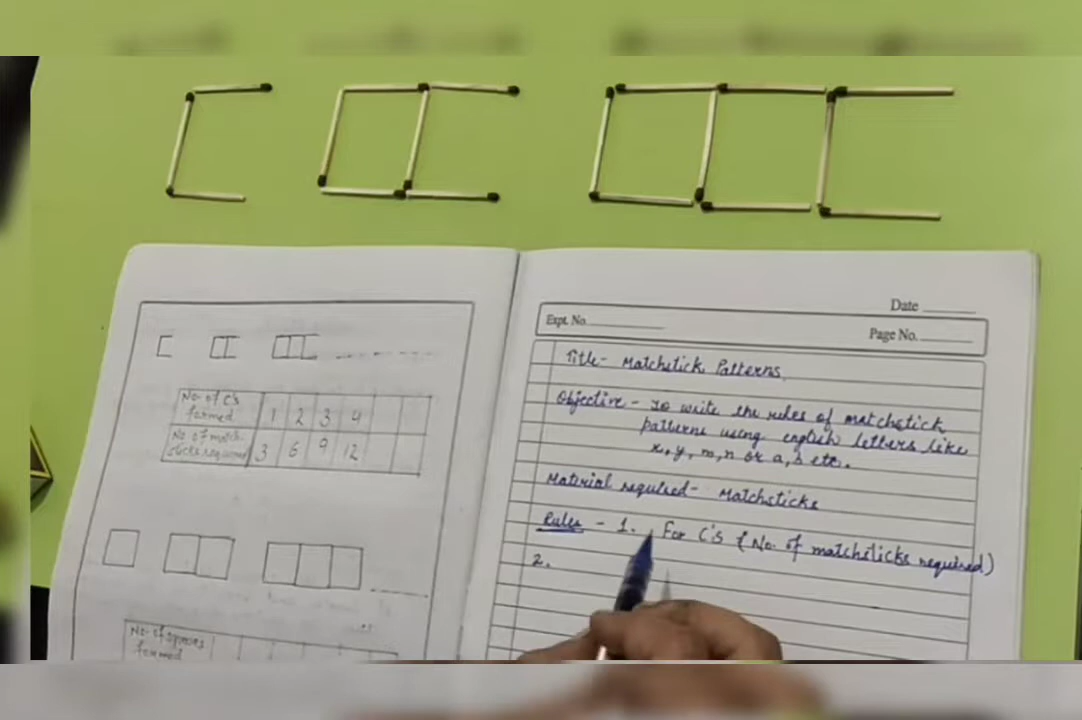 No. of C's
formed
1 2 3 4
No. of match
sticks required
3 6 9 12
No. of squares
formed
Date
Expt. No.
Page No.
Title- Matchstick Patterns
Objective- To write the rules of matchstick
patterns using english letters like
x, y, m, n or a, b etc.
Material required- Matchsticks
Rules - 1. For C's { No. of matchsticks required)
2.